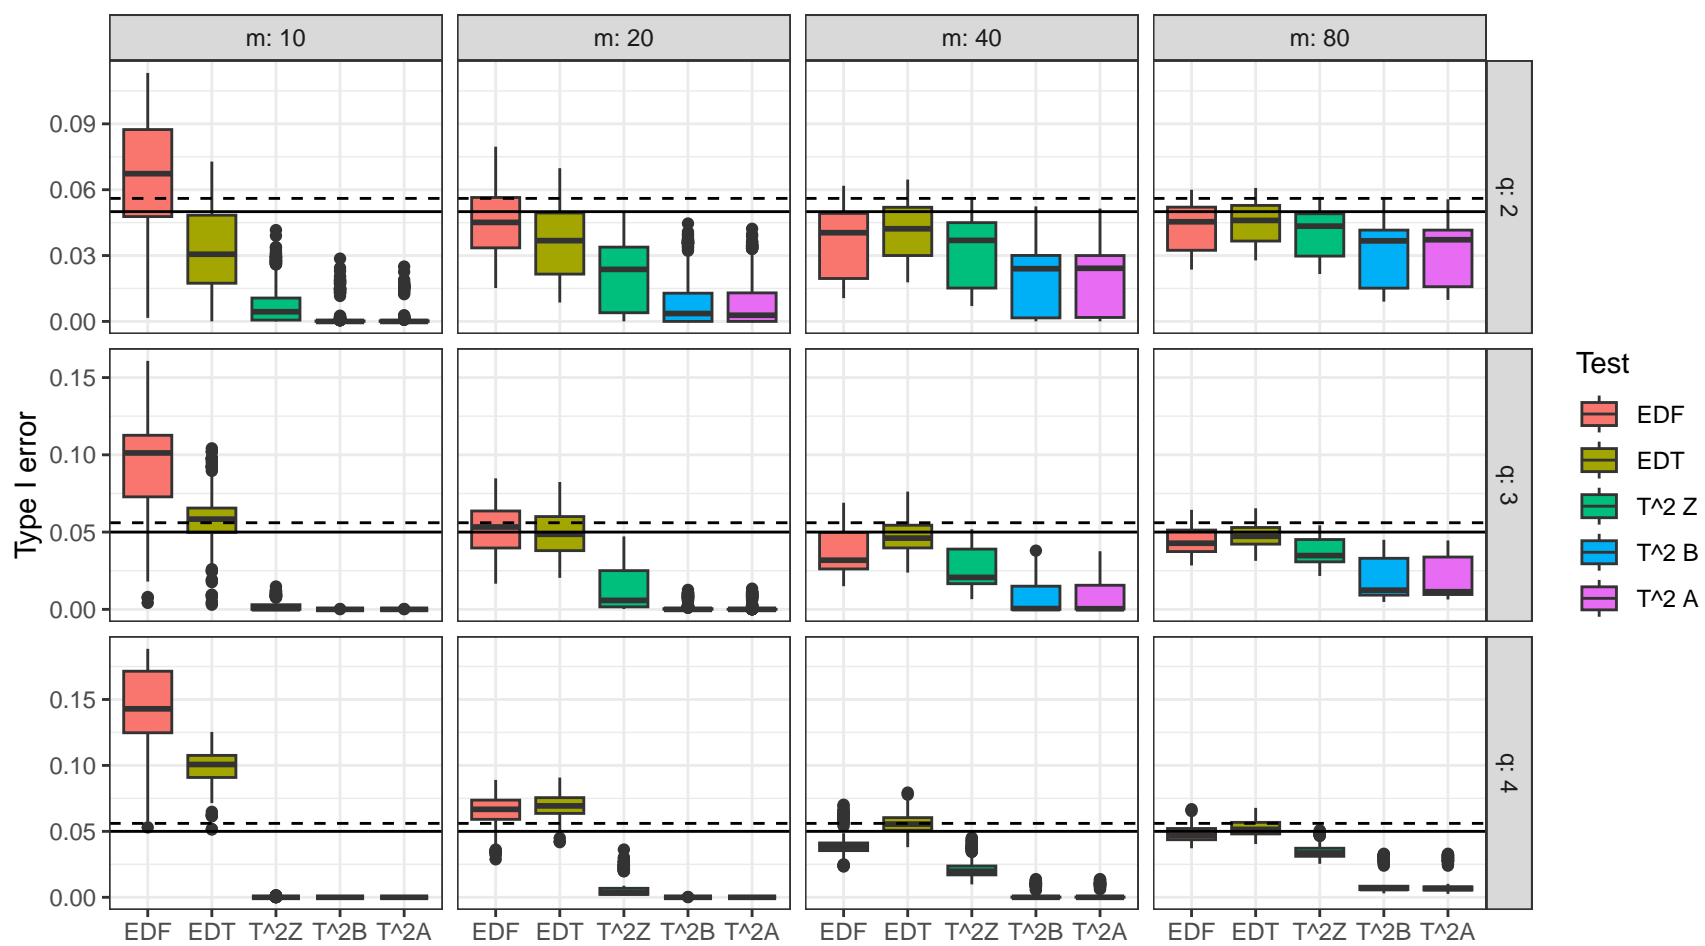 m: 10 m: 20 m: 40 m: 80
0.09
0.06
0.03
0.00
q: 2
0.15
0.10
0.05
0.00
q: 3
0.15
0.10
0.05
0.00
q: 4
Type I error
EDF EDT T^2Z T^2B T^2A EDF EDT T^2Z T^2B T^2A EDF EDT T^2Z T^2B T^2A EDF EDT T^2Z T^2B T^2A
Test
EDF
EDT
T^2 Z
T^2 B
T^2 A